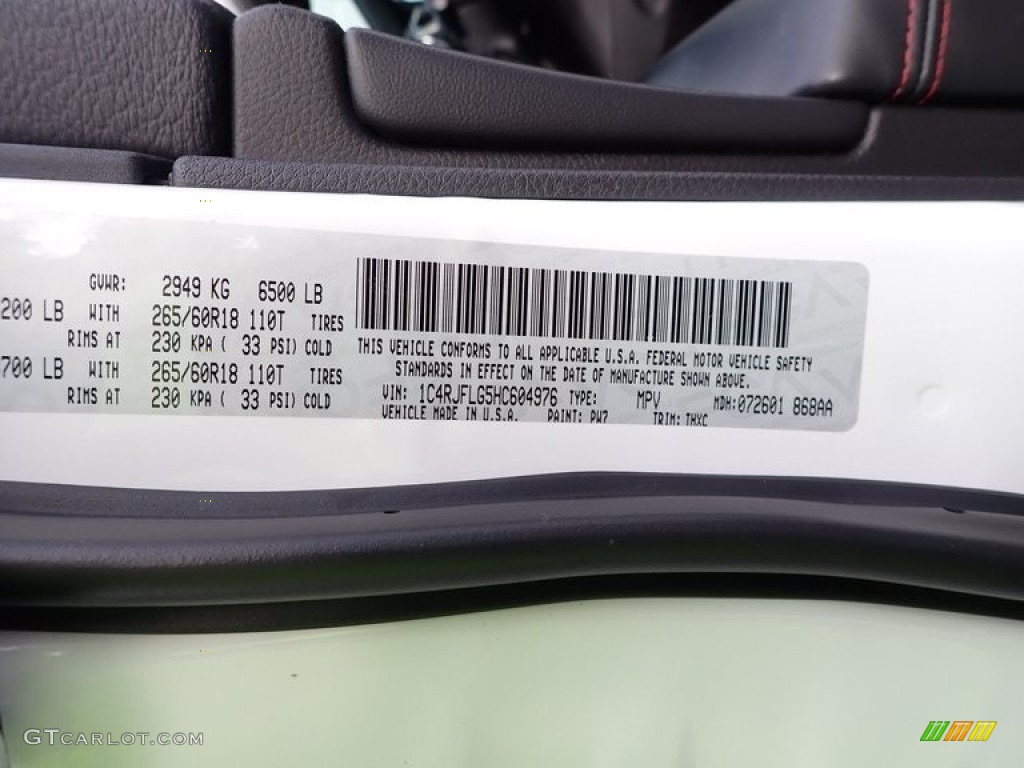 GVWR: 2949 KG 6500 LB
200 LB WITH 265/60R18 110T TIRES
RIMS AT 230 KPA ( 33 PSI) COLD
700 LB WITH 265/60R18 110T TIRES
RIMS AT 230 KPA ( 33 PSI) COLD
THIS VEHICLE CONFORMS TO ALL APPLICABLE U.S.A. FEDERAL MOTOR VEHICLE SAFETY
STANDARDS IN EFFECT ON THE DATE OF MANUFACTURE SHOWN ABOVE.
VIN: 1C4RJFLG5HC604976 TYPE: MPV MDH:072601 868AA
VEHICLE MADE IN U.S.A. PAINT: PW7 TRIM: THXC
GTCARLOT.COM